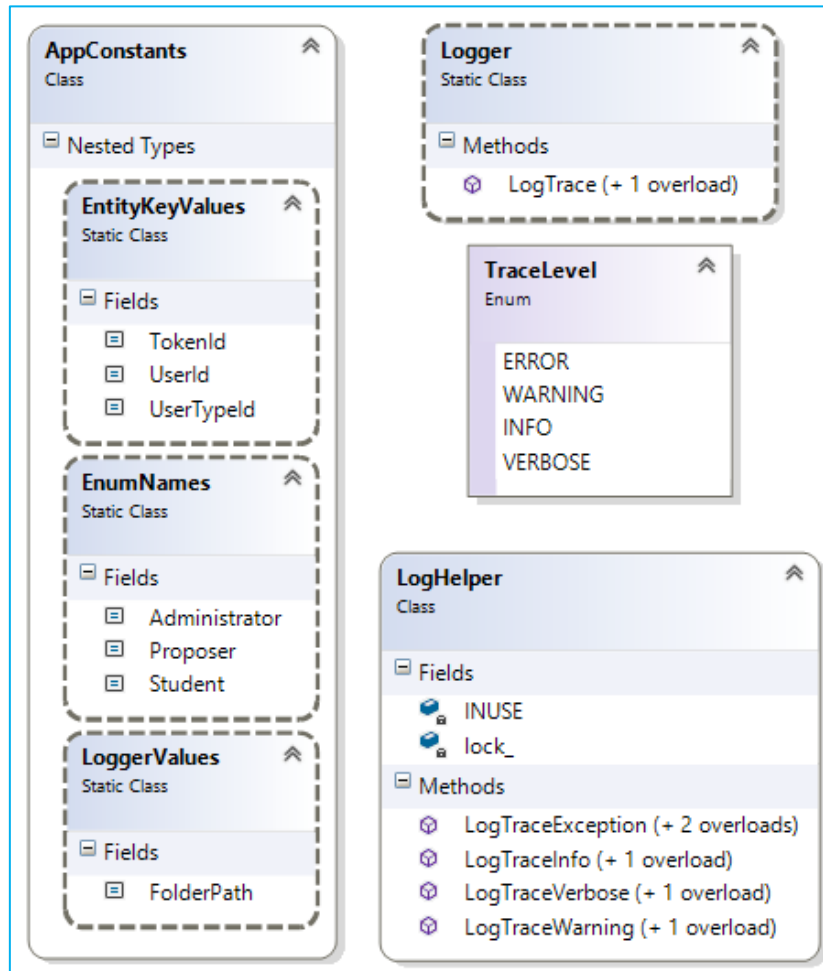 AppConstants
Class
Nested Types
EntityKeyValues
Static Class
Fields
TokenId
UserId
UserTypeId
EnumNames
Static Class
Fields
Administrator
Proposer
Student
LoggerValues
Static Class
Fields
FolderPath
Logger
Static Class
Methods
LogTrace (+ 1 overload)
TraceLevel
Enum
ERROR
WARNING
INFO
VERBOSE
LogHelper
Class
Fields
INUSE
lock_
Methods
LogTraceException (+ 2 overloads)
LogTraceInfo (+ 1 overload)
LogTraceVerbose (+ 1 overload)
LogTraceWarning (+ 1 overload)